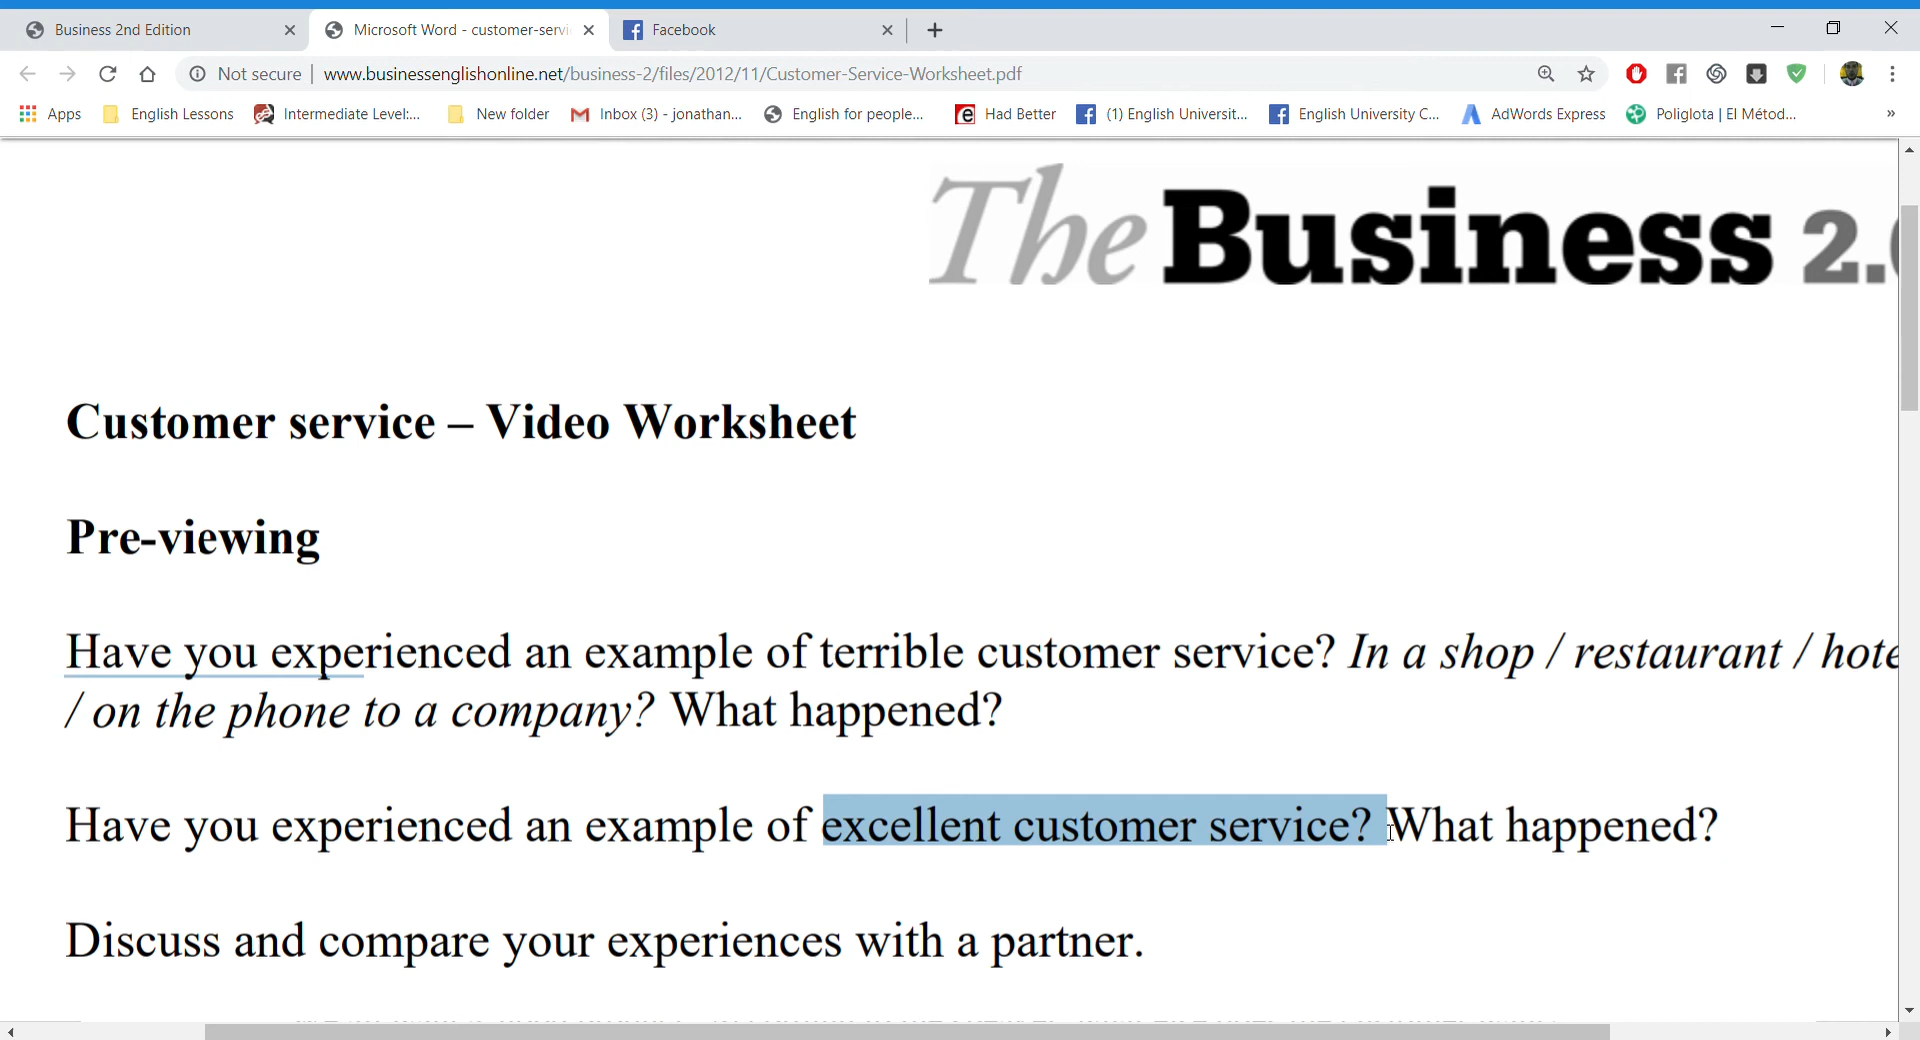 Business 2nd Edition
Microsoft Word - customer-servi
Facebook
Not secure
www.businessenglishonline.net/business-2/files/2012/11/Customer-Service-Worksheet.pdf
Apps
English Lessons
Intermediate Level:...
New folder
Inbox (3) - jonathan...
English for people...
Had Better
(1) English Universit...
English University C...
AdWords Express
Poliglota | El Métod...
»
The Business 2.
Customer service – Video Worksheet
Pre-viewing
Have you experienced an example of terrible customer service? In a shop / restaurant / hote
/ on the phone to a company? What happened?
Have you experienced an example of excellent customer service? What happened?
Discuss and compare your experiences with a partner.